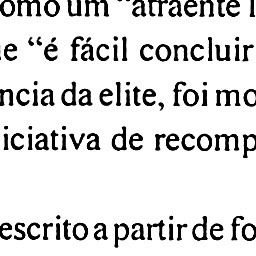 omo um “atraente
e “é fácil concluir
ncia da elite, foi mo
iciativa de recomp
escrito a partir de fo